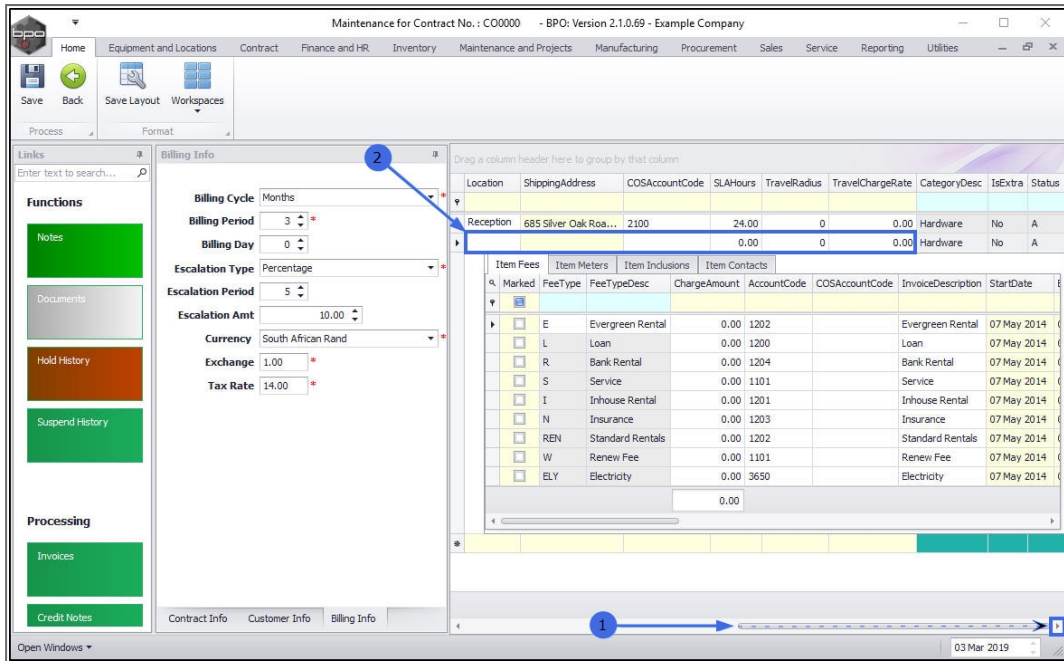 Maintenance for Contract No. : CO0000 - BPO: Version 2.1.0.69 - Example Company
bpo
Home Equipment and Locations Contract Finance and HR Inventory Maintenance and Projects Manufacturing Procurement Sales Service Reporting Utilities
Save Back Save Layout Workspaces
Process Format
Links
Enter text to search...
Functions
Notes
Documents
Hold History
Suspend History
Processing
Invoices
Credit Notes
Billing Info
Billing Cycle Months *
Billing Period 3 *
Billing Day 0
Escalation Type Percentage *
Escalation Period 5
Escalation Amt 10.00
Currency South African Rand *
Exchange 1.00 *
Tax Rate 14.00 *
Contract Info Customer Info Billing Info
2
Drag a column header here to group by that column
Location ShippingAddress COSAccountCode SLAHours TravelRadius TravelChargeRate CategoryDesc IsExtra Status
Reception 685 Silver Oak Roa... 2100 24.00 0 0.00 Hardware No A
0.00 0 0.00 Hardware No A
Item Fees Item Meters Item Inclusions Item Contacts
Marked FeeType FeeTypeDesc ChargeAmount AccountCode COSAccountCode InvoiceDescription StartDate
E Evergreen Rental 0.00 1202 Evergreen Rental 07 May 2014
L Loan 0.00 1200 Loan 07 May 2014
R Bank Rental 0.00 1204 Bank Rental 07 May 2014
S Service 0.00 1101 Service 07 May 2014
I Inhouse Rental 0.00 1201 Inhouse Rental 07 May 2014
N Insurance 0.00 1203 Insurance 07 May 2014
REN Standard Rentals 0.00 1202 Standard Rentals 07 May 2014
W Renew Fee 0.00 1101 Renew Fee 07 May 2014
ELY Electricity 0.00 3650 Electricity 07 May 2014
0.00
1
Open Windows 03 Mar 2019